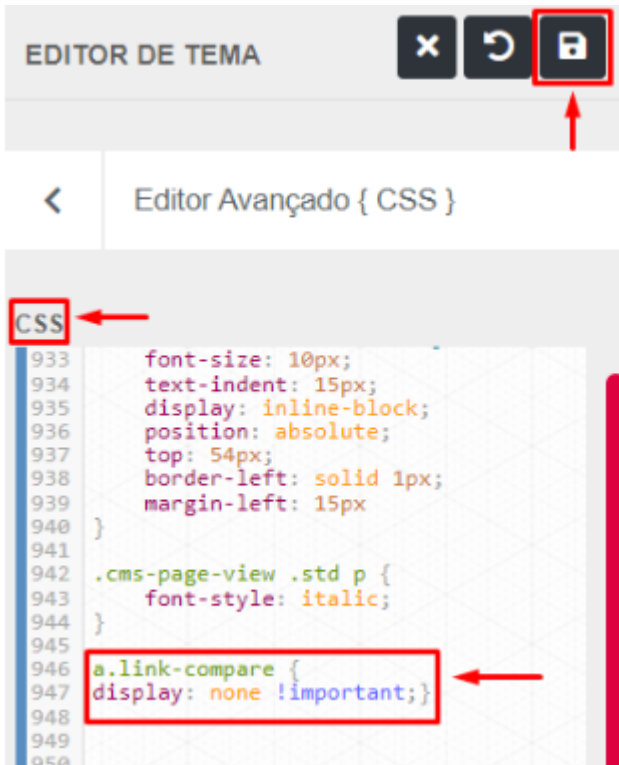 EDITOR DE TEMA
Editor Avançado { CSS }
CSS
933 font-size: 10px;
934 text-indent: 15px;
935 display: inline-block;
936 position: absolute;
937 top: 54px;
938 border-left: solid 1px;
939 margin-left: 15px
940 }
941
942 .cms-page-view .std p {
943 font-style: italic;
944 }
945
946 a.link-compare {
947 display: none !important;}
948
949
950